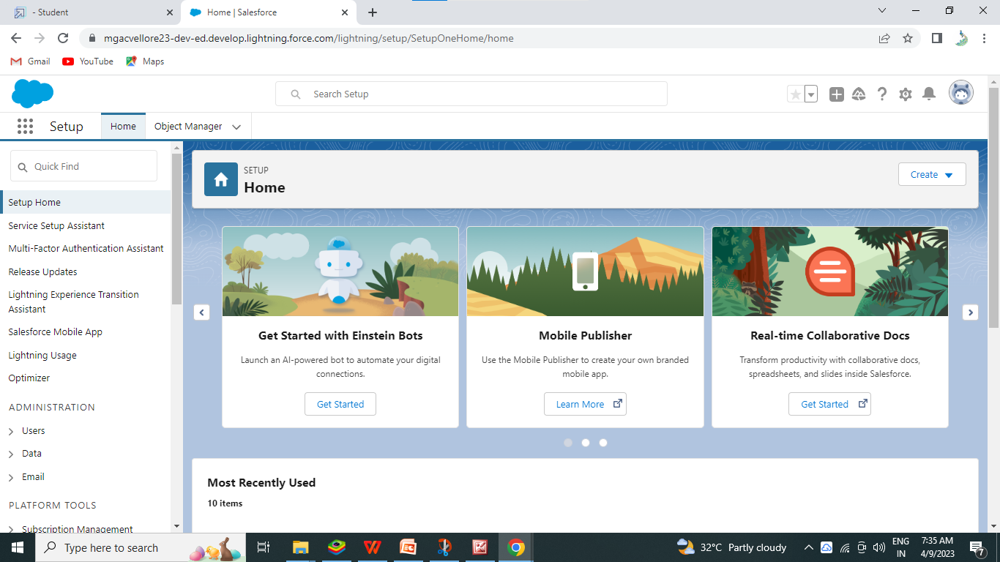 - Student
Home | Salesforce
mgacvellore23-dev-ed.develop.lightning.force.com/lightning/setup/SetupOneHome/home
Gmail
YouTube
Maps
Search Setup
Setup
Home
Object Manager
Quick Find
Setup Home
Service Setup Assistant
Multi-Factor Authentication Assistant
Release Updates
Lightning Experience Transition
Assistant
Salesforce Mobile App
Lightning Usage
Optimizer
ADMINISTRATION
Users
Data
Email
PLATFORM TOOLS
Subscription Management
SETUP
Home
Create
Get Started with Einstein Bots
Launch an AI-powered bot to automate your digital
connections.
Get Started
Mobile Publisher
Use the Mobile Publisher to create your own branded
mobile app.
Learn More
Real-time Collaborative Docs
Transform productivity with collaborative docs,
spreadsheets, and slides inside Salesforce.
Get Started
Most Recently Used
10 items
Type here to search
32°C Partly cloudy
ENG
IN
7:35 AM
4/9/2023
7